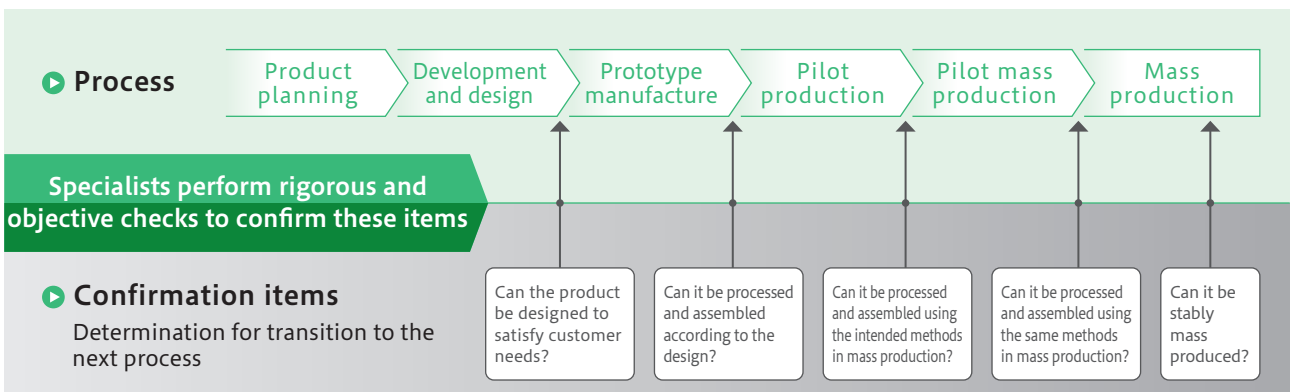 Process
Product
planning
Development
and design
Prototype
manufacture
Pilot
production
Pilot mass
production
Mass
production
Specialists perform rigorous and
objective checks to confirm these items
Confirmation items
Determination for transition to the
next process
Can the product
be designed to
satisfy customer
needs?
Can it be processed
and assembled
according to the
design?
Can it be processed
and assembled using
the intended methods
in mass production?
Can it be processed
and assembled using
the same methods
in mass production?
Can it be
stably
mass
produced?